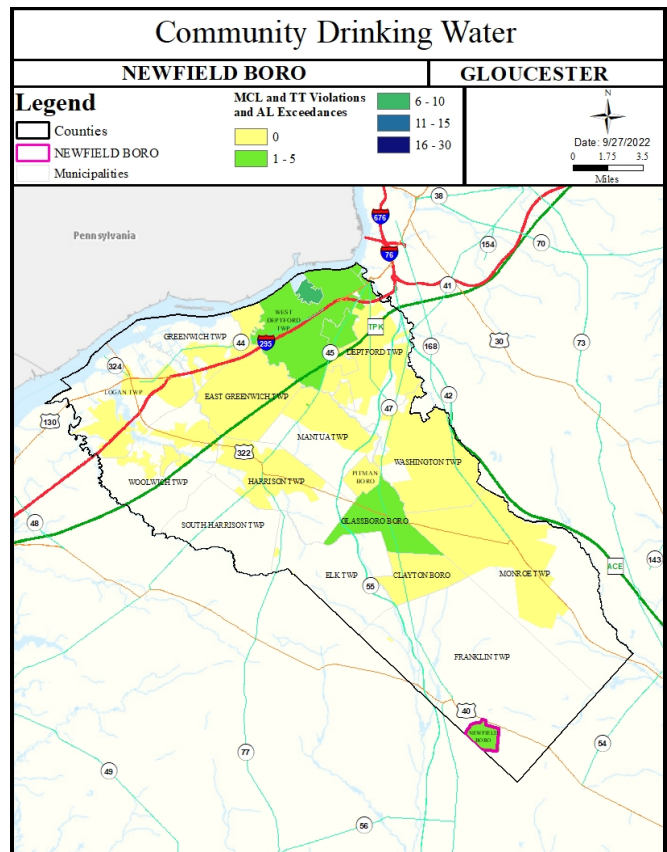 Community Drinking Water
NEWFIELD BORO
GLOUCESTER
Legend
Counties
NEWFIELD BORO
Municipalities
MCL and TT Violations
and AL Exceedances
0
1 - 5
6 - 10
11 - 15
16 - 30
N
Date: 9/27/2022
0 1.75 3.5
Miles
38
676
Pennsylvania
154
70
76
41
WEST
DEPTFORD
TWP
GREENWICH TWP
44
295
TPK
45
DEPTFORD TWP
168
30
73
324
LOGAN TWP
EAST GREENWICH TWP
42
47
130
MANTUA TWP
322
WASHINGTON TWP
PITMAN
BORO
WOOLWICH TWP
HARRISON TWP
48
SOUTH HARRISON TWP
GLASSBORO BORO
143
ACE
ELK TWP
55
CLAYTON BORO
MONROE TWP
FRANKLIN TWP
40
NEWFIELD
BORO
54
77
49
56